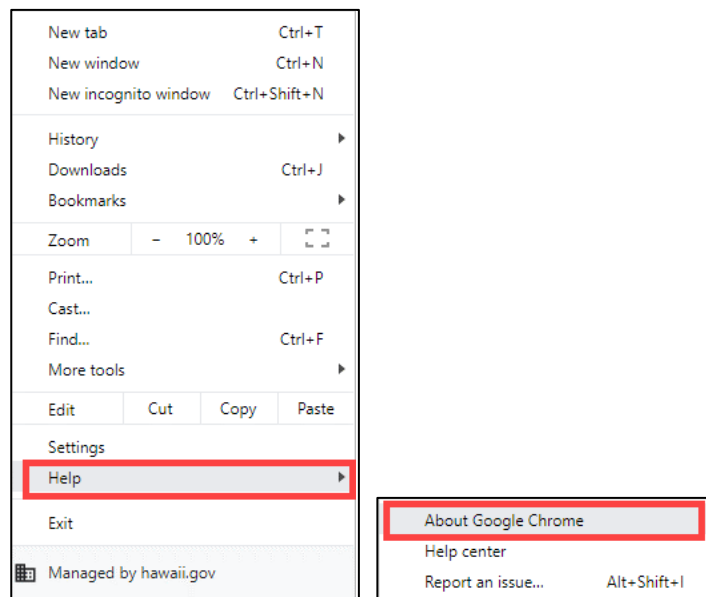 New tab Ctrl+T
New window Ctrl+N
New incognito window Ctrl+Shift+N
History
Downloads Ctrl+J
Bookmarks
Zoom - 100% +
Print... Ctrl+P
Cast...
Find... Ctrl+F
More tools
Edit Cut Copy Paste
Settings
Help
Exit
Managed by hawaii.gov
About Google Chrome
Help center
Report an issue... Alt+Shift+I